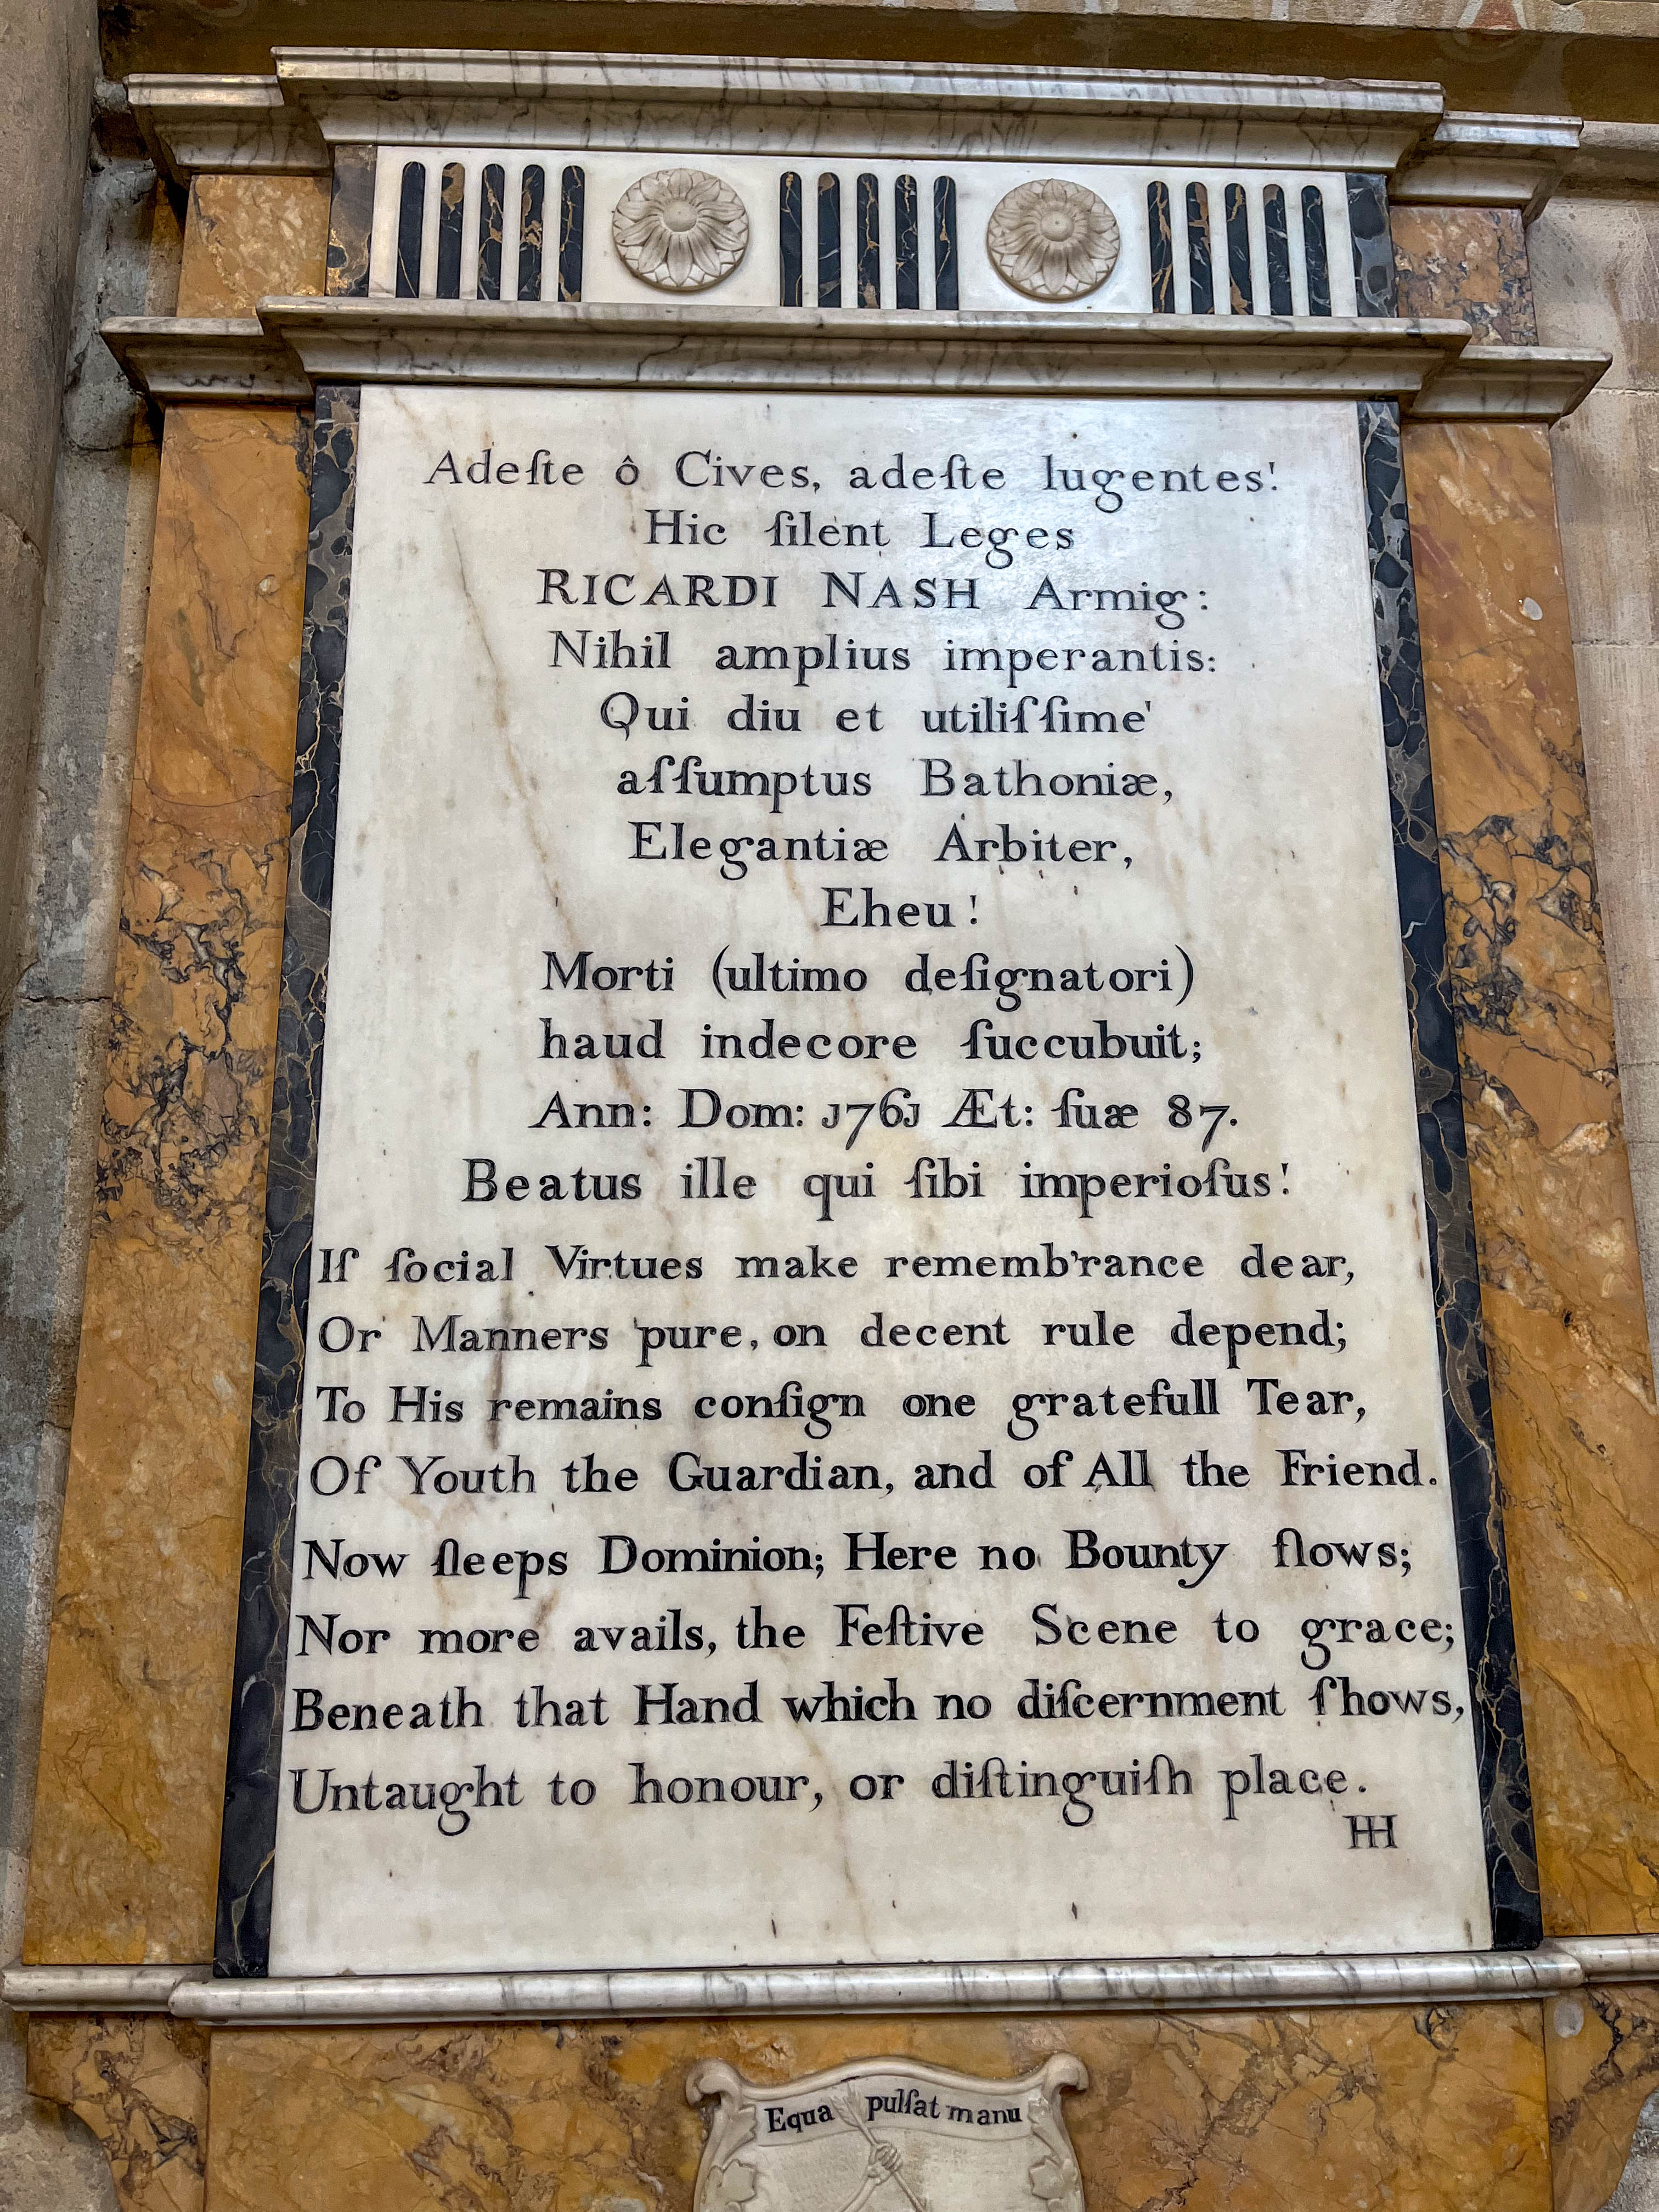 Adeſte ô Cives, adeſte lugentes!
Hic ſilent Leges
RICARDI NASH Armig:
Nihil amplius imperantis:
Qui diu et utiliſſime'
aſſumptus Bathoniæ,
Elegantiæ Arbiter,
Eheu!
Morti (ultimo deſignatori)
haud indecore ſuccubuit;
Ann: Dom: 1761 Æt: ſuæ 87.
Beatus ille qui ſibi imperioſus!
If ſocial Virtues make rememb'rance dear,
Or Manners pure, on decent rule depend;
To His remains conſign one gratefull Tear,
Of Youth the Guardian, and of All the Friend.
Now ſleeps Dominion; Here no Bounty flows;
Nor more avails, the Feſtive Scene to grace;
Beneath that Hand which no diſcernment ſhows,
Untaught to honour, or diſtinguiſh place.
HH
Equa pulſat manu